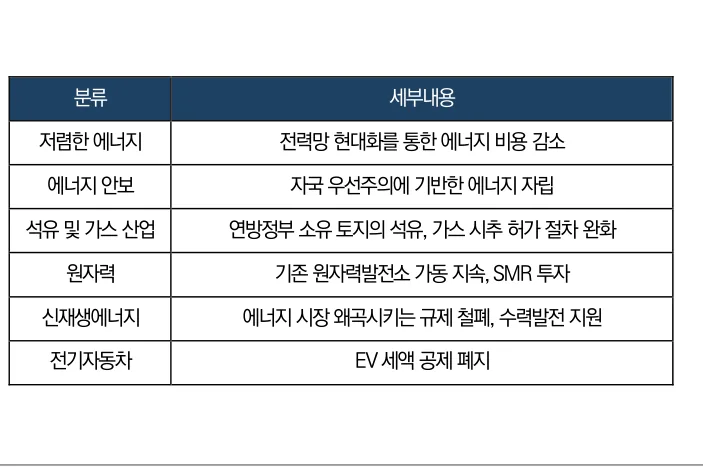 분류 세부내용
저렴한 에너지 전력망 현대화를 통한 에너지 비용 감소
에너지 안보 자국 우선주의에 기반한 에너지 자립
석유 및 가스 산업 연방정부 소유 토지의 석유, 가스 시추 허가 절차 완화
원자력 기존 원자력발전소 가동 지속, SMR 투자
신재생에너지 에너지 시장 왜곡시키는 규제 철폐, 수력발전 지원
전기자동차 EV 세액 공제 폐지